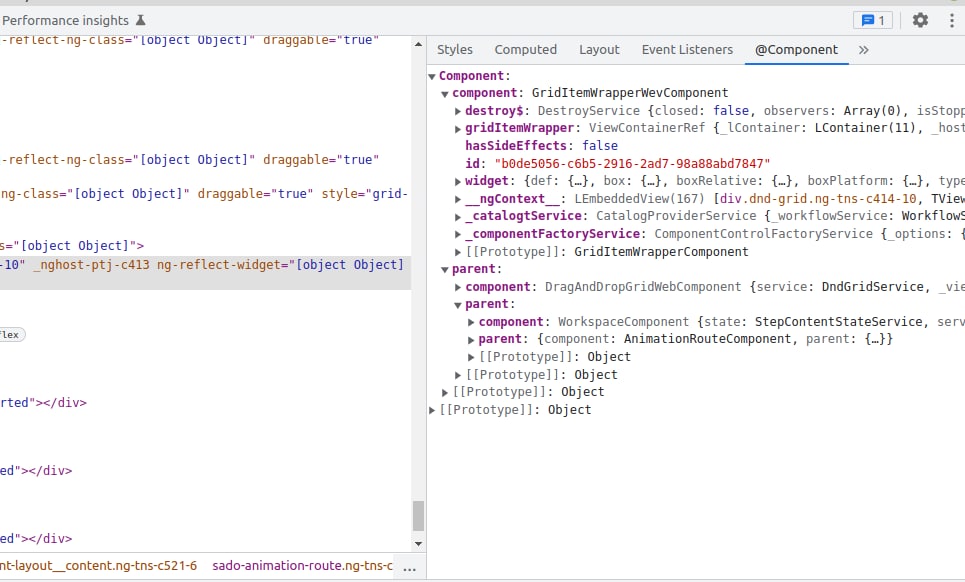 Performance insights 1
-reflect-ng-class="[object Object]" draggable="true"
-reflect-ng-class="[object Object]" draggable="true"
ng-class="[object Object]" draggable="true" style="grid-
s="[object Object]">
-10" _nghost-ptj-c413 ng-reflect-widget="[object Object]
flex
rted"></div>
ed"></div>
ed"></div>
nt-layout__content.ng-tns-c521-6 sado-animation-route.ng-tns-c ...
Styles Computed Layout Event Listeners @Component »
Component:
component: GridItemWrapperWevComponent
destroy$: DestroyService {closed: false, observers: Array(0), isStopp
gridItemWrapper: ViewContainerRef {_lContainer: LContainer(11), _host
hasSideEffects: false
id: "b0de5056-c6b5-2916-2ad7-98a88abd7847"
widget: {def: {…}, box: {…}, boxRelative: {…}, boxPlatform: {…}, type
__ngContext__: LEmbeddedView(167) [div.dnd-grid.ng-tns-c414-10, TView
_catalogtService: CatalogProviderService {_workflowService: WorkflowS
_componentFactoryService: ComponentControlFactoryService {_options: {
[[Prototype]]: GridItemWrapperComponent
parent:
component: DragAndDropGridWebComponent {service: DndGridService, _vie
parent:
component: WorkspaceComponent {state: StepContentStateService, serv
parent: {component: AnimationRouteComponent, parent: {…}}
[[Prototype]]: Object
[[Prototype]]: Object
[[Prototype]]: Object
[[Prototype]]: Object